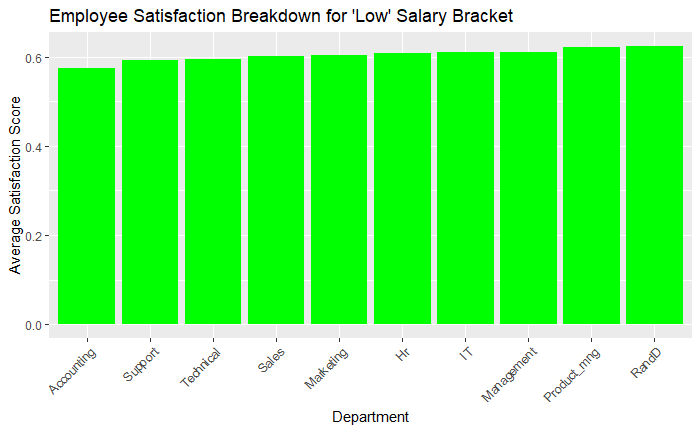 Employee Satisfaction Breakdown for 'Low' Salary Bracket
Average Satisfaction Score
0.6
0.4
0.2
0.0
Accounting
Support
Technical
Sales
Marketing
Hr
IT
Management
Product_mng
RandD
Department